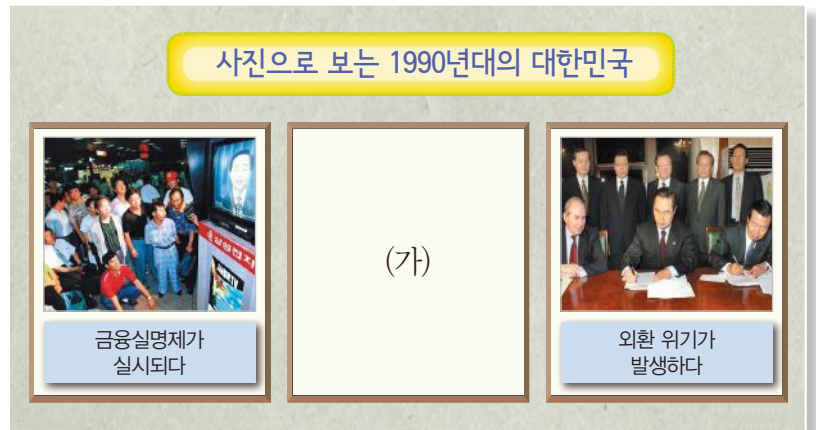 사진으로 보는 1990년대의 대한민국
금융실명제가
실시되다
(가)
외환 위기가
발생하다